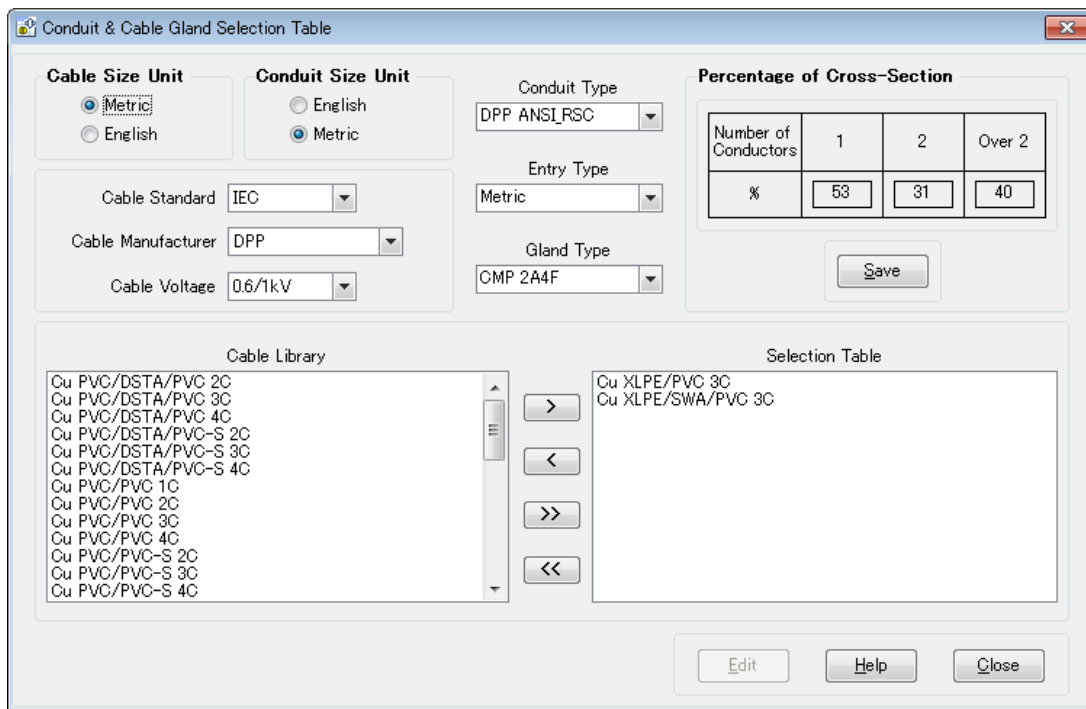 Conduit & Cable Gland Selection Table
Cable Size Unit
Metric
English
Conduit Size Unit
English
Metric
Conduit Type
DPP ANSI_RSC
Entry Type
Metric
Gland Type
CMP 2A4F
Percentage of Cross-Section
Number of Conductors 1 2 Over 2
% 53 31 40
Save
Cable Standard IEC
Cable Manufacturer DPP
Cable Voltage 0.6/1kV
Cable Library
Cu PVC/DSTA/PVC 2C
Cu PVC/DSTA/PVC 3C
Cu PVC/DSTA/PVC 4C
Cu PVC/DSTA/PVC-S 2C
Cu PVC/DSTA/PVC-S 3C
Cu PVC/DSTA/PVC-S 4C
Cu PVC/PVC 1C
Cu PVC/PVC 2C
Cu PVC/PVC 3C
Cu PVC/PVC 4C
Cu PVC/PVC-S 2C
Cu PVC/PVC-S 3C
Cu PVC/PVC-S 4C
>
<
>>
<<
Selection Table
Cu XLPE/PVC 3C
Cu XLPE/SWA/PVC 3C
Edit
Help
Close